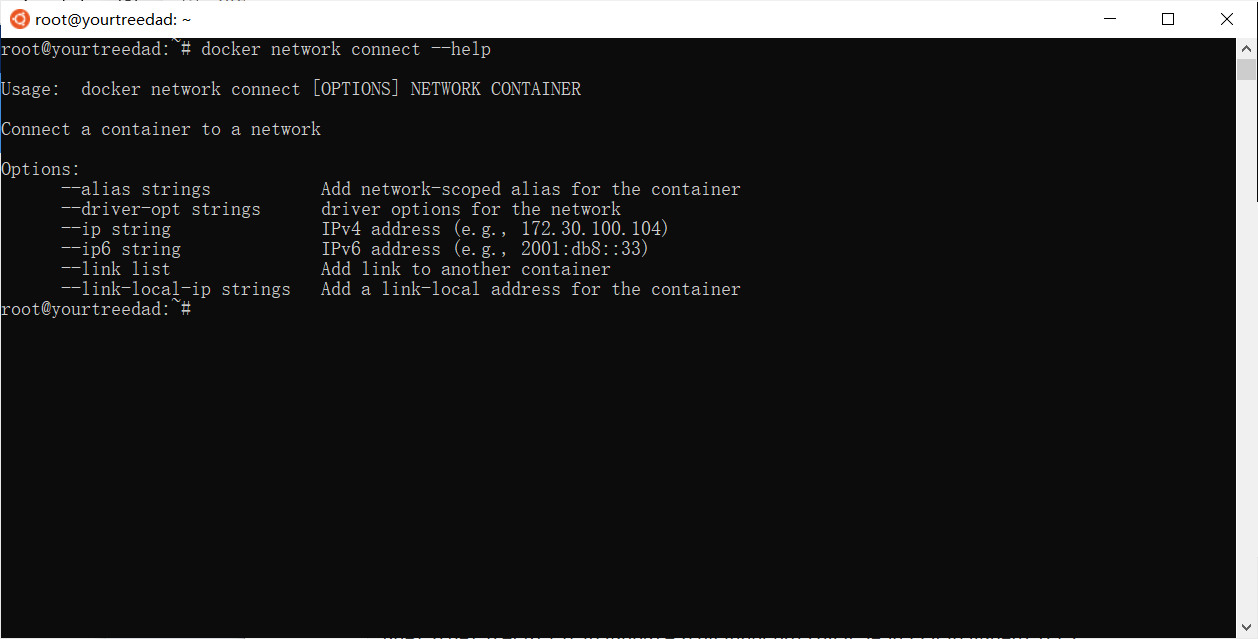 root@yourtreedad: ~
root@yourtreedad:~# docker network connect --help
Usage:  docker network connect [OPTIONS] NETWORK CONTAINER
Connect a container to a network
Options:
      --alias strings           Add network-scoped alias for the container
      --driver-opt strings      driver options for the network
      --ip string               IPv4 address (e.g., 172.30.100.104)
      --ip6 string              IPv6 address (e.g., 2001:db8::33)
      --link list               Add link to another container
      --link-local-ip strings   Add a link-local address for the container
root@yourtreedad:~#